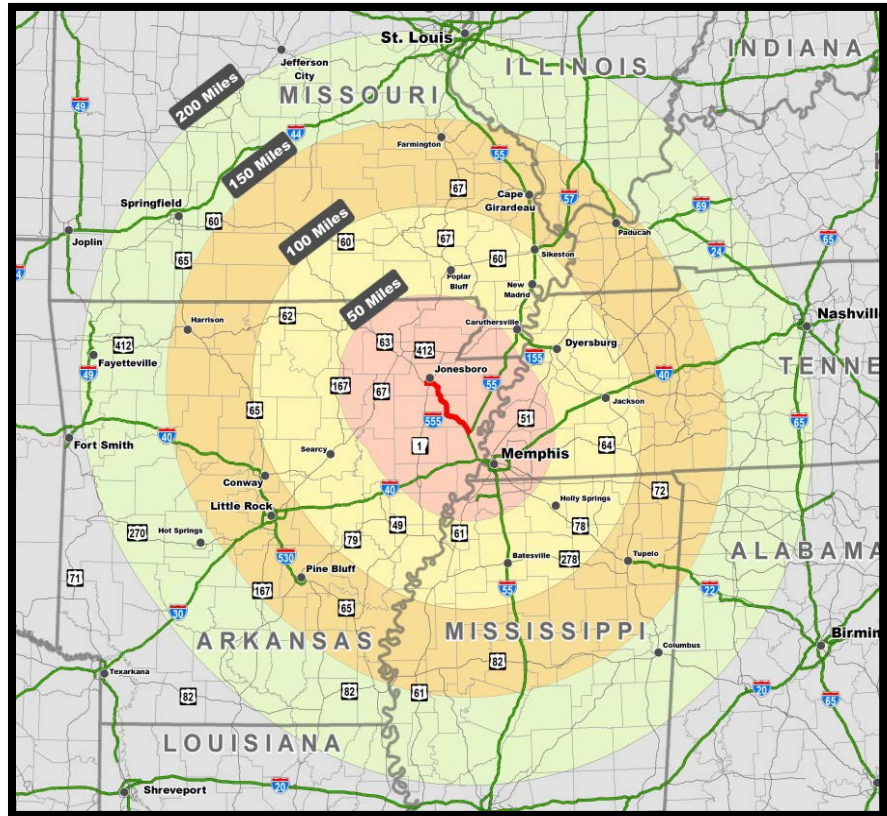 St. Louis
INDIANA
Jefferson
City
ILLINOIS
MISSOURI
200 Miles
49
44
150 Miles
Farmington
55
67
Cape
Girardeau
57
69
Springfield
60
100 Miles
60
67
Paducah
Joplin
65
60
Sikeston
24
65
Poplar
Bluff
New
Madrid
50 Miles
62
Harrison
Caruthersville
Nashville
412
63
412
155
Dyersburg
Fayetteville
49
Jonesboro
TENNE
167
67
55
40
Jackson
65
555
51
65
40
1
64
Fort Smith
Searcy
Memphis
Conway
40
72
Little Rock
Holly Springs
49
61
78
270
Hot Springs
79
530
Batesville
278
Tupelo
ALABAMA
71
Pine Bluff
167
55
22
30
65
ARKANSAS
MISSISSIPPI
Birmin
Columbus
Texarkana
82
82
82
61
20
65
LOUISIANA
Shreveport
20